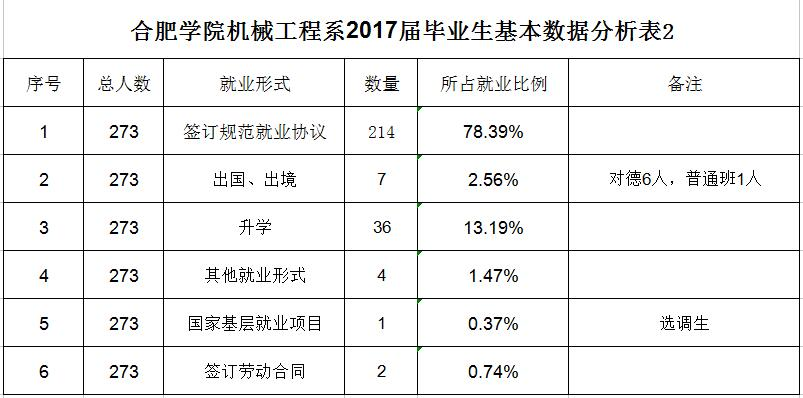 合肥学院机械工程系2017届毕业生基本数据分析表2
序号 总人数 就业形式 数量 所占就业比例 备注
1 273 签订规范就业协议 214 78.39%
2 273 出国、出境 7 2.56% 对德6人，普通班1人
3 273 升学 36 13.19%
4 273 其他就业形式 4 1.47%
5 273 国家基层就业项目 1 0.37% 选调生
6 273 签订劳动合同 2 0.74%